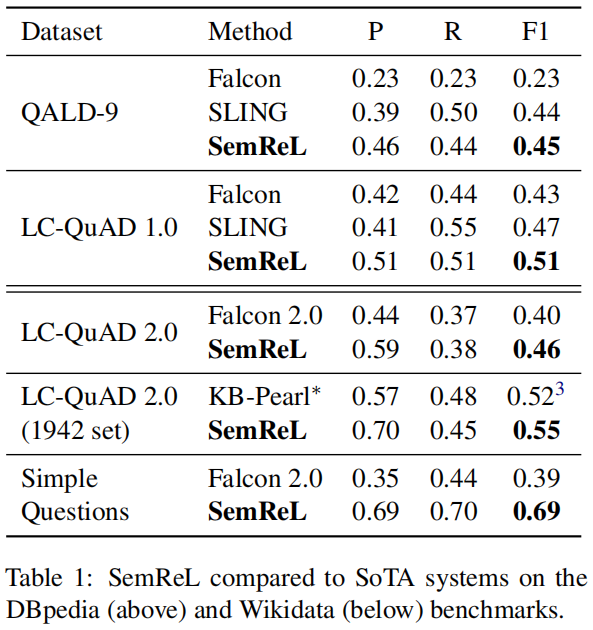 Dataset Method P R F1
Falcon 0.23 0.23 0.23
QALD-9 SLING 0.39 0.50 0.44
SemReL 0.46 0.44 0.45
Falcon 0.42 0.44 0.43
LC-QuAD 1.0 SLING 0.41 0.55 0.47
SemReL 0.51 0.51 0.51
LC-QuAD 2.0 Falcon 2.0 0.44 0.37 0.40
SemReL 0.59 0.38 0.46
LC-QuAD 2.0 KB-Pearl* 0.57 0.48 0.52³
(1942 set) SemReL 0.70 0.45 0.55
Simple Falcon 2.0 0.35 0.44 0.39
Questions SemReL 0.69 0.70 0.69
Table 1: SemReL compared to SoTA systems on the
DBpedia (above) and Wikidata (below) benchmarks.